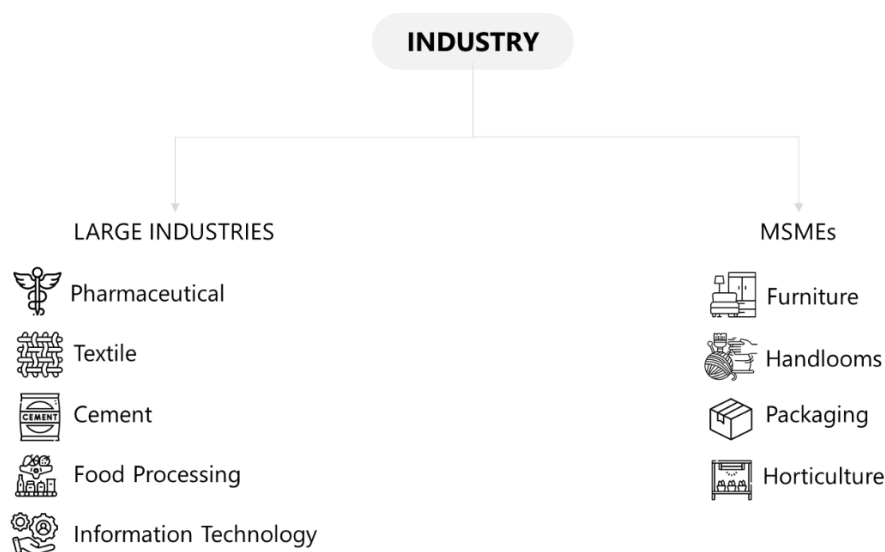 INDUSTRY
LARGE INDUSTRIES
Pharmaceutical
Textile
CEMENT
Cement
Food Processing
Information Technology
MSMEs
Furniture
Handlooms
Packaging
Horticulture